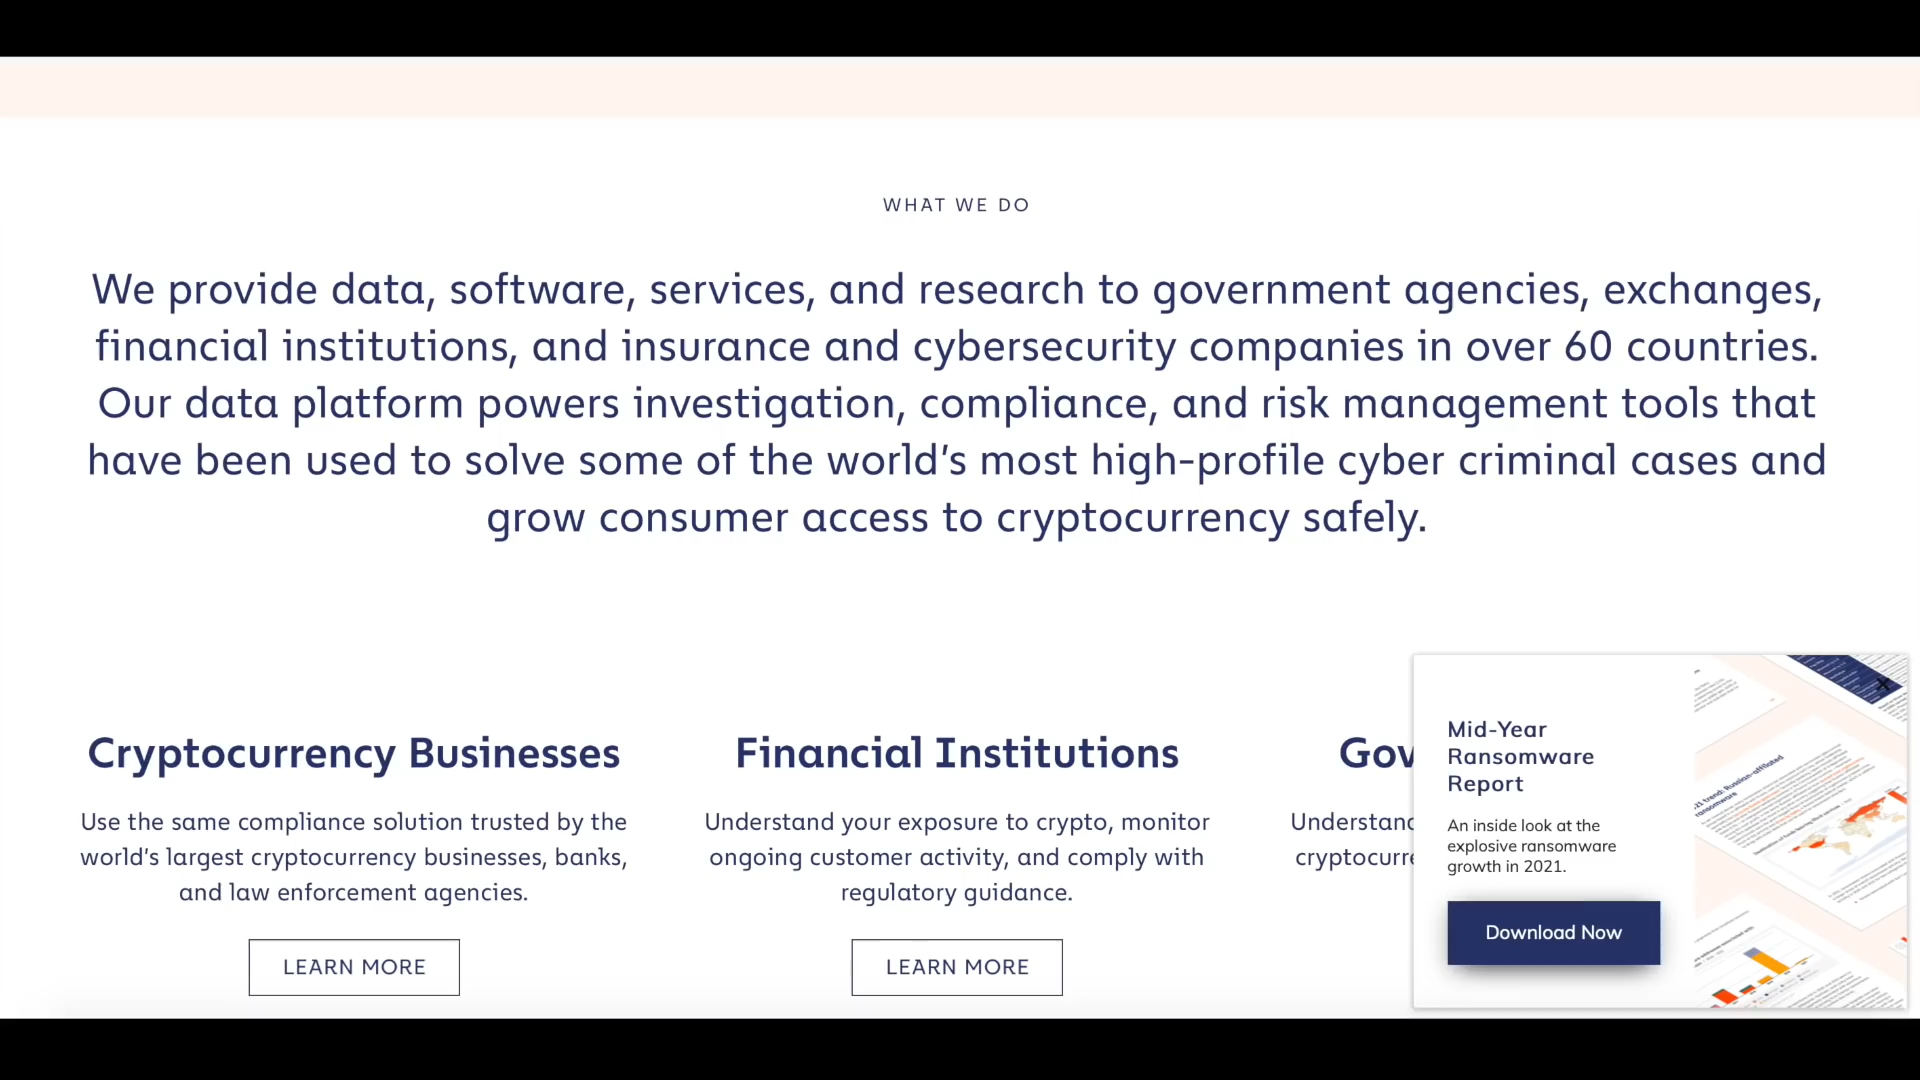 WHAT WE DO
We provide data, software, services, and research to government agencies, exchanges,
financial institutions, and insurance and cybersecurity companies in over 60 countries.
Our data platform powers investigation, compliance, and risk management tools that
have been used to solve some of the world's most high-profile cyber criminal cases and
grow consumer access to cryptocurrency safely.
Cryptocurrency Businesses
Use the same compliance solution trusted by the
world's largest cryptocurrency businesses, banks,
and law enforcement agencies.
LEARN MORE
Financial Institutions
Understand your exposure to crypto, monitor
ongoing customer activity, and comply with
regulatory guidance.
LEARN MORE
Gov
Understand
cryptocurre
Mid-Year
Ransomware
Report
An inside look at the
explosive ransomware
growth in 2021.
Download Now
21 trend: Russian-affiliated
ransomware